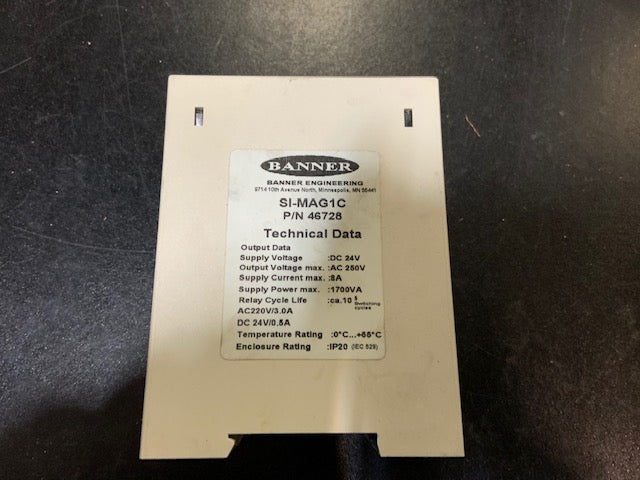 BANNER
BANNER ENGINEERING
9714 10th Avenue North, Minneapolis, MN 55441
SI-MAG1C
P/N 46728
Technical Data
Output Data
Supply Voltage :DC 24V
Output Voltage max. :AC 250V
Supply Current max. :8A
Supply Power max. :1700VA
Relay Cycle Life :ca.10 5 Switching cycles
AC220V/3.0A
DC 24V/0.5A
Temperature Rating :0°C...+65°C
Enclosure Rating :IP20 (IEC 529)